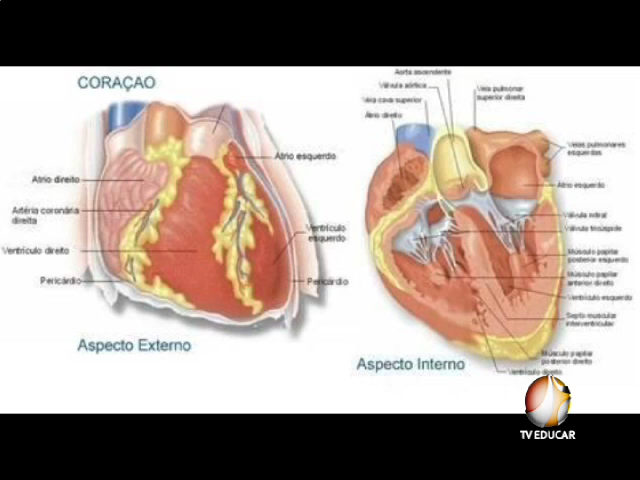 CORAÇAO
Átrio direito
Artéria coronária
direita
Ventrículo direito
Pericárdio
Átrio esquerdo
Ventrículo
esquerdo
Pericárdio
Aspecto Externo
Aorta ascendente
Válvula aórtica
Veia cava superior
Átrio direito
Veia pulmonar
superior direita
Veias pulmonares
esquerdas
Átrio esquerdo
Válvula mitral
Válvula tricúspide
Músculo papilar
posterior esquerdo
Músculo papilar
anterior direito
Ventrículo esquerdo
Septo muscular
interventricular
Músculo papilar
posterior direito
Ventrículo direito
Aspecto Interno
TV EDUCAR